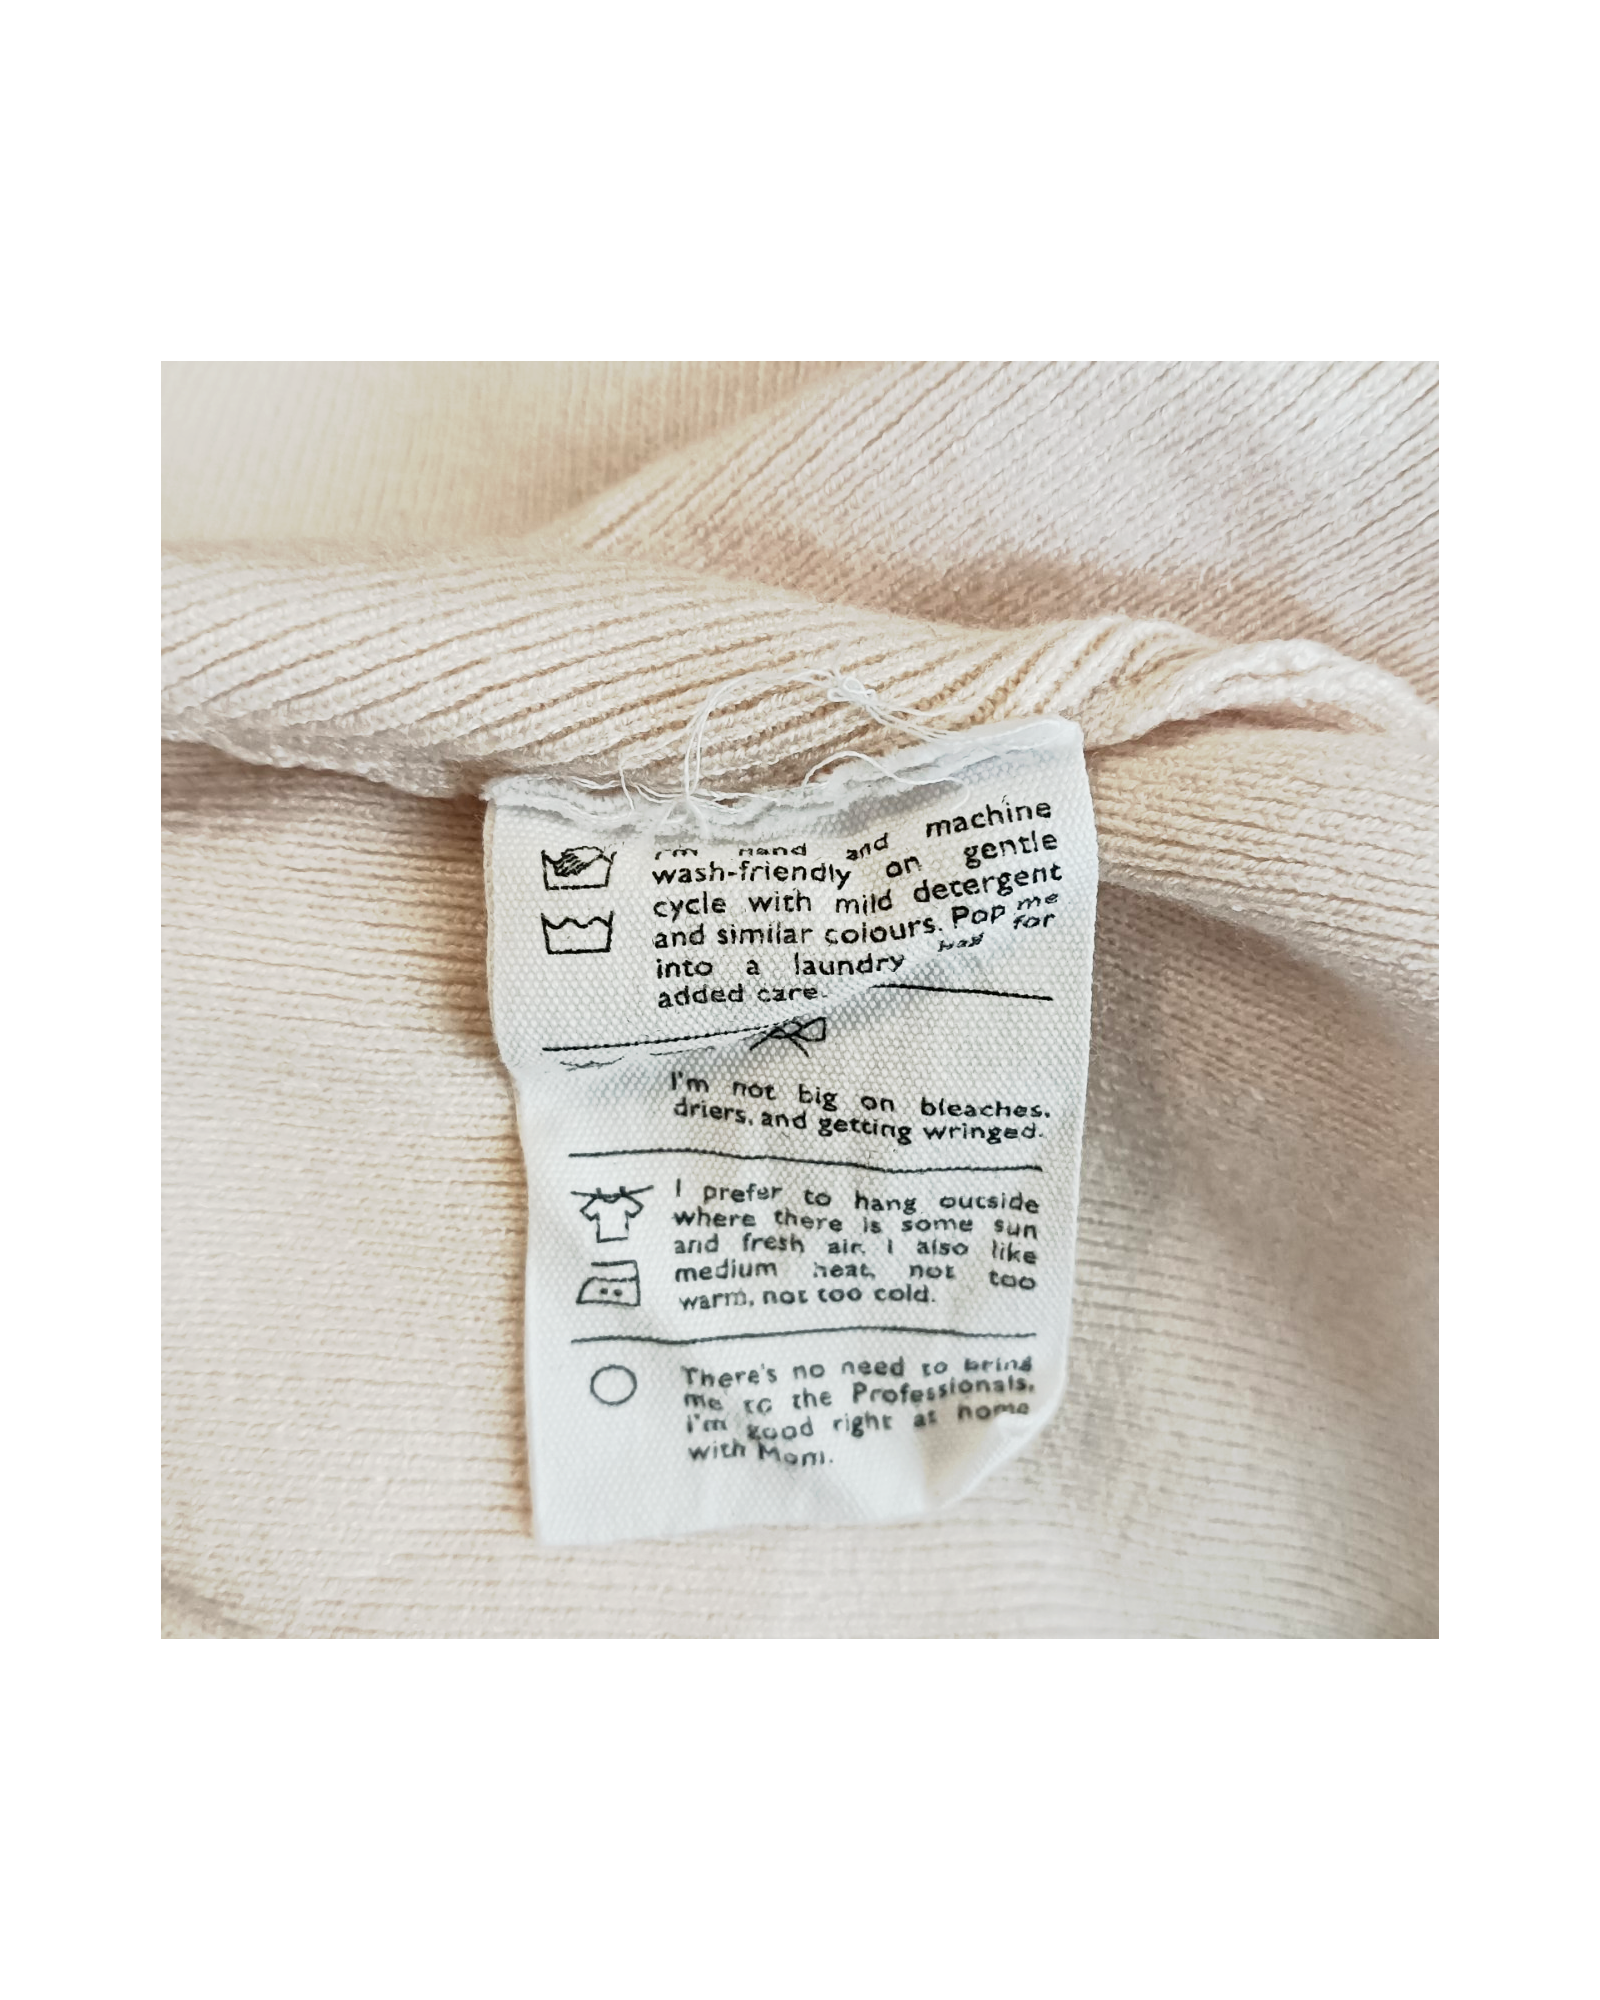 I'm hand and machine
wash-friendly on gentle
cycle with mild detergent
and similar colours. Pop me
into a laundry bag for
added care.
I'm not big on bleaches,
driers, and getting wringed.
I prefer to hang outside
where there is some sun
and fresh air. I also like
medium heat, not too
warm, not too cold.
There's no need to bring
me to the Professionals,
I'm good right at home
with Mom.